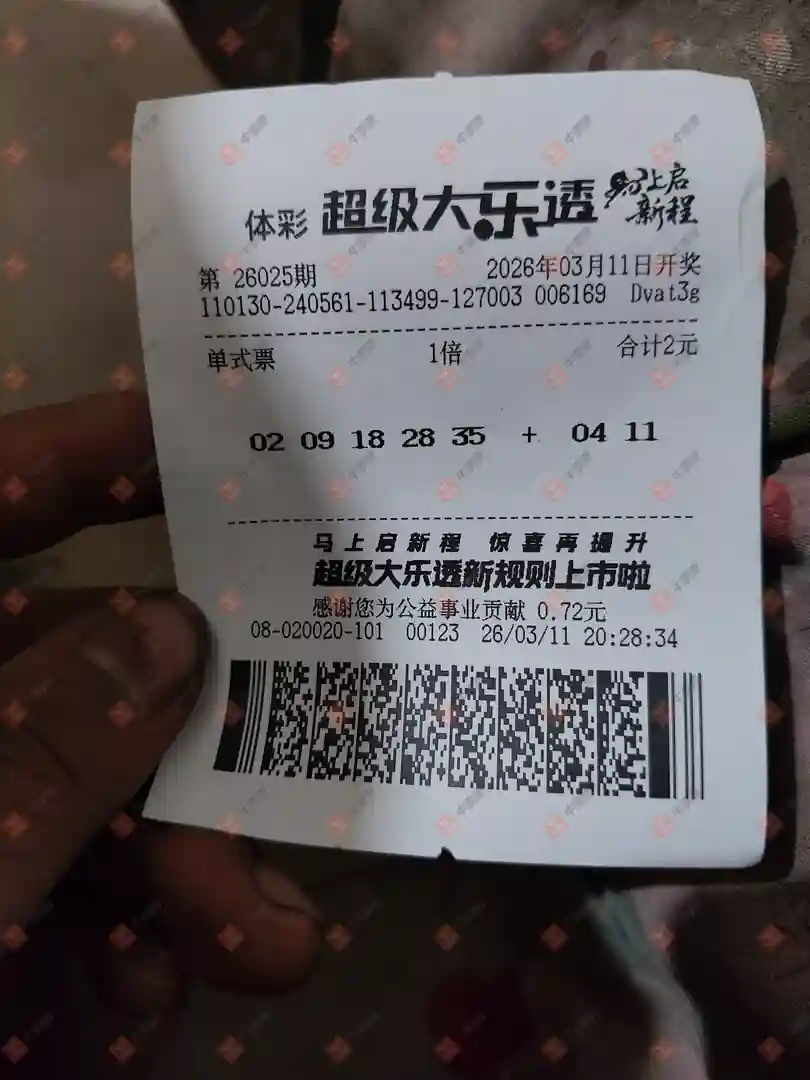 体彩 超级大乐透 马上启新程
第 26025期 2026年03月11日开奖
110130-240561-113499-127003 006169 Dvat3g
单式票 1倍 合计2元
02 09 18 28 35 + 04 11
马上启新程 惊喜再提升
超级大乐透新规则上市啦
感谢您为公益事业贡献 0.72元
08-020020-101 00123 26/03/11 20:28:34